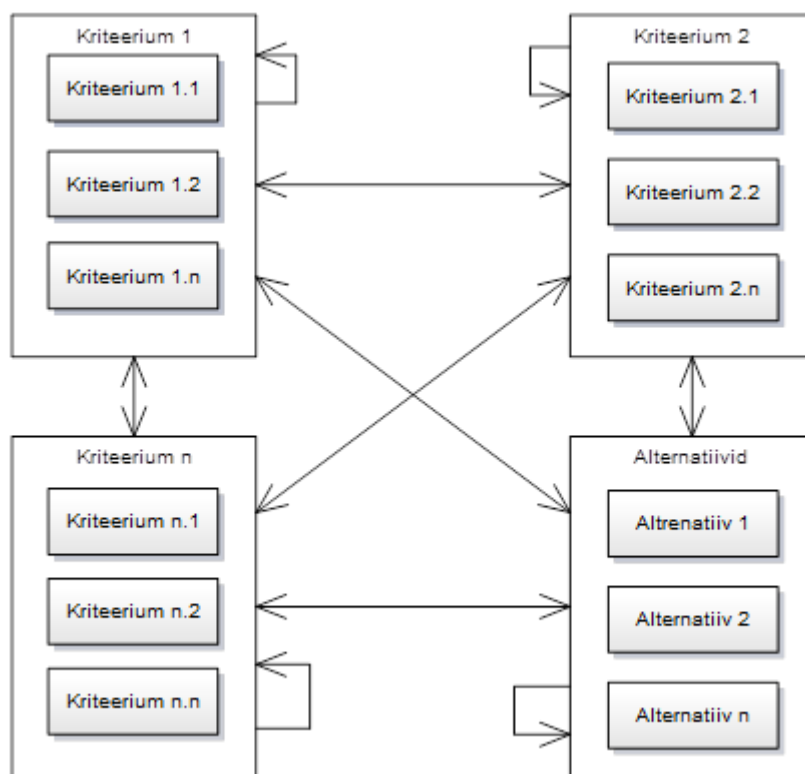 Kriteerium 1
Kriteerium 1.1
Kriteerium 1.2
Kriteerium 1.n
Kriteerium 2
Kriteerium 2.1
Kriteerium 2.2
Kriteerium 2.n
Kriteerium n
Kriteerium n.1
Kriteerium n.2
Kriteerium n.n
Alternatiivid
Altrenatiiv 1
Alternatiiv 2
Alternatiiv n